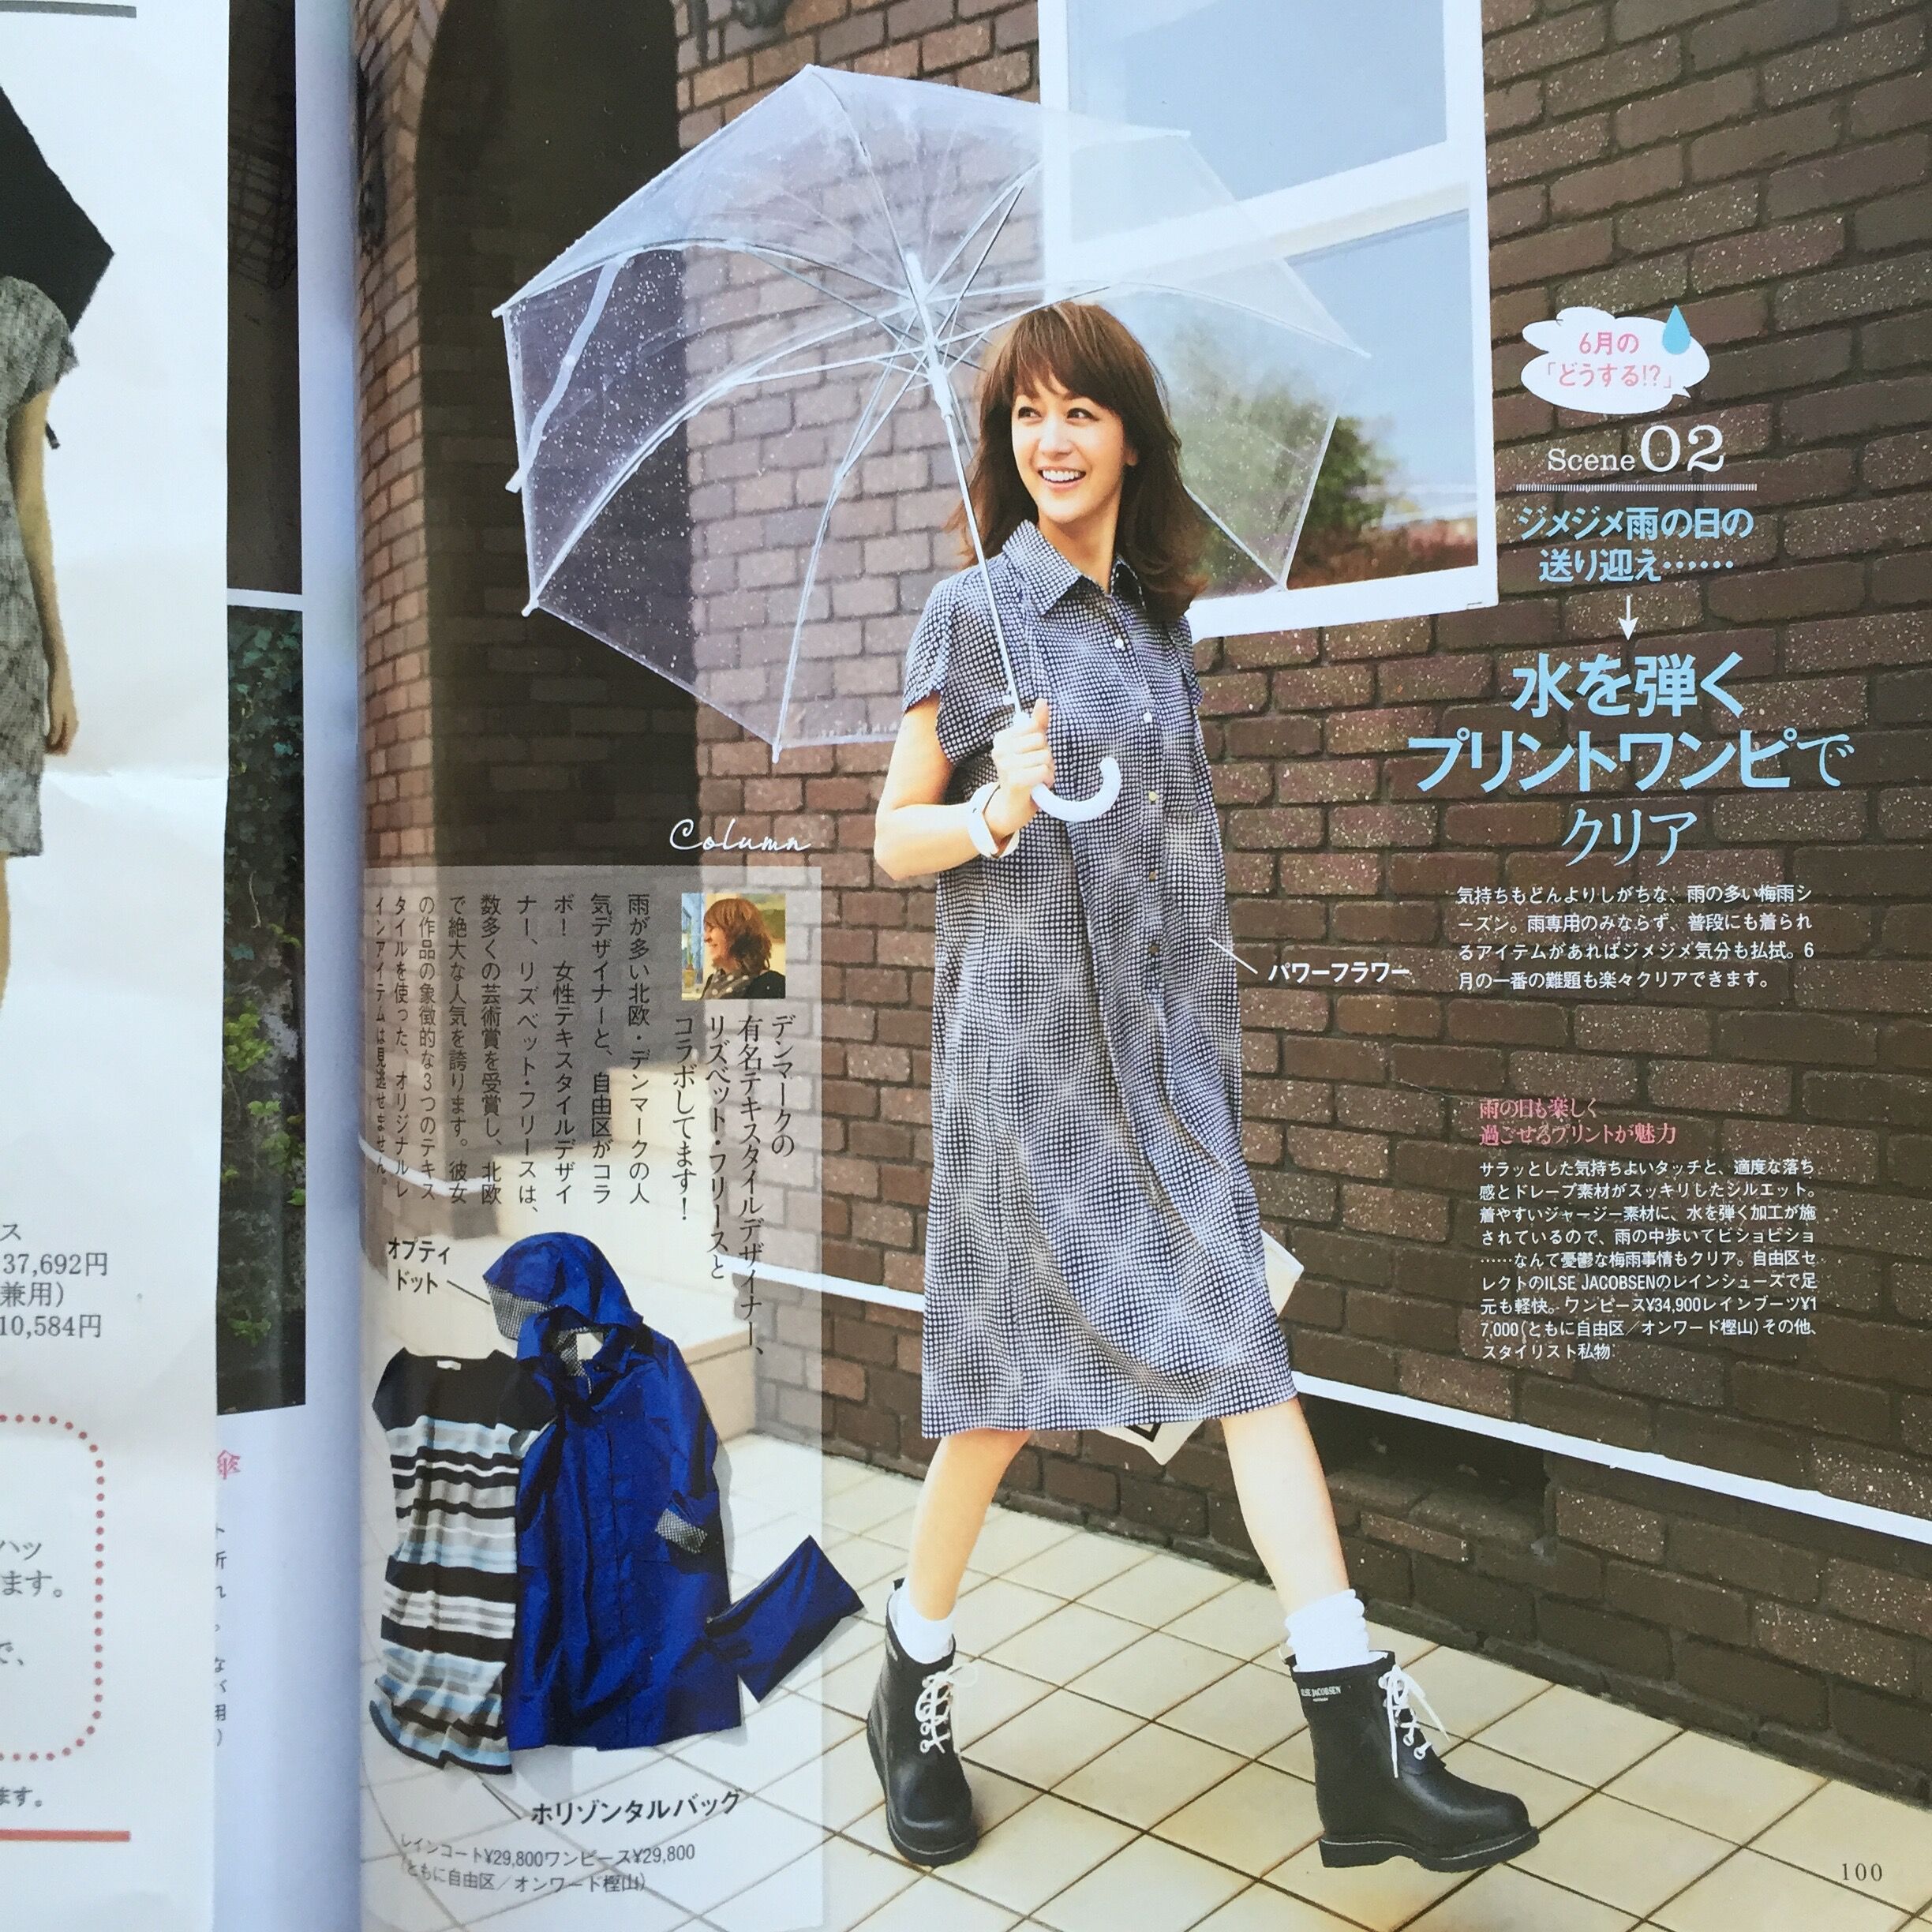 6月の
「どうする!?」
Scene 02
ジメジメ雨の日の
送り迎え……
水を弾く
プリントワンピで
クリア
気持ちもどんよりしがちな、雨の多い梅雨シ
ーズン。雨専用のみならず、普段にも着られ
るアイテムがあればジメジメ気分も払拭。6
月の一番の難題も楽々クリアできます。
パワーフラワー
雨の日も楽しく
過ごせるプリントが魅力
サラッとした気持ちよいタッチと、適度な落ち
感とドレープ素材がスッキリしたシルエット。
着やすいジャージー素材に、水を弾く加工が施
されているので、雨の中歩いてビショビショ
……なんて憂鬱な梅雨事情もクリア。自由区セ
レクトのILSE JACOBSENのレインシューズで足
元も軽快。ワンピース¥34,900レインブーツ¥1
7,000(ともに自由区/オンワード樫山)その他、
スタイリスト私物
Column
デンマークの
有名テキスタイルデザイナー、
リズベット・フリースと
コラボしてます!
雨が多い北欧・デンマークの人
気デザイナーと、自由区がコラ
ボ! 女性テキスタイルデザイ
ナー、リズベット・フリースは、
数多くの芸術賞を受賞し、北欧
で絶大な人気を誇ります。彼女
の作品の象徴的な3つのテキス
タイルを使った、オリジナルレ
インアイテムは見逃せません。
オプティ
ドット
ホリゾンタルバッグ
レインコート¥29,800ワンピース¥29,800
(ともに自由区/オンワード樫山)
ILSE JACOBSEN
100
ス
37,692円
兼用)
10,584円
ハッ
ます。
で、
ます。
傘